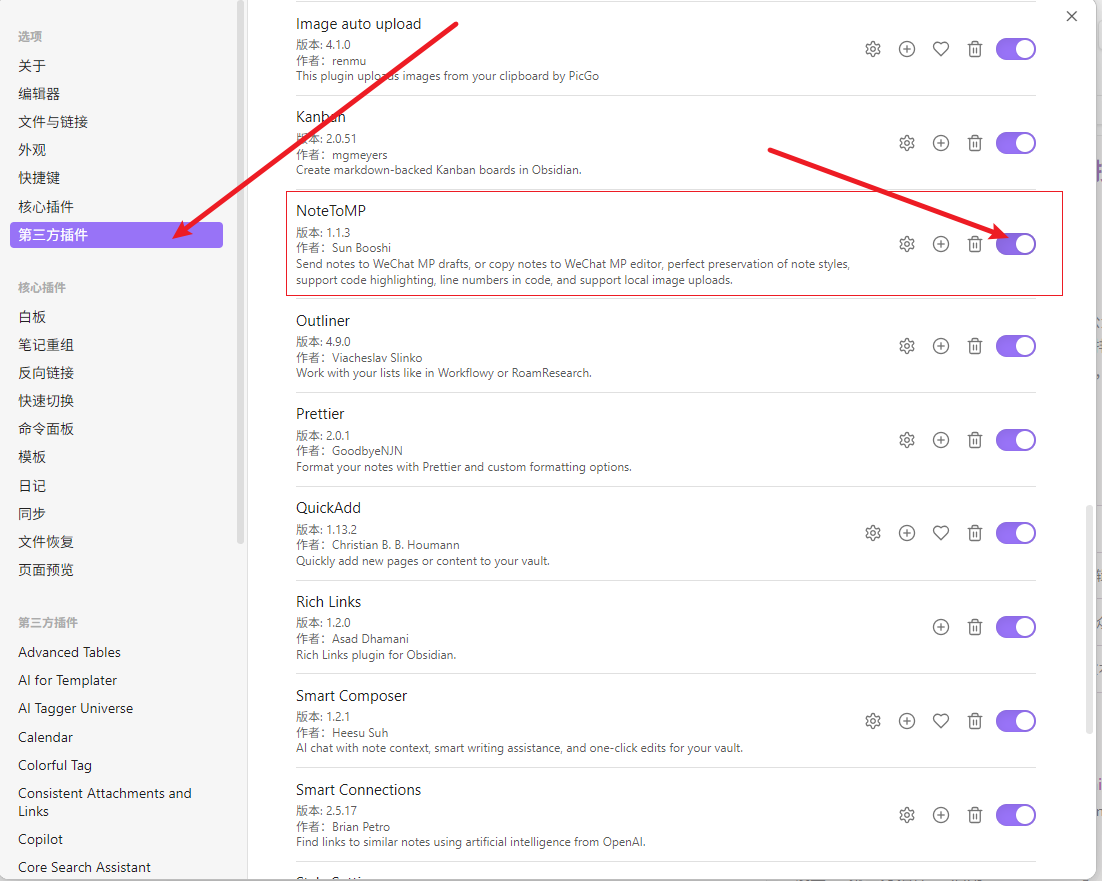 选项
关于
编辑器
文件与链接
外观
快捷键
核心插件
第三方插件
核心插件
白板
笔记重组
反向链接
快速切换
命令面板
模板
日记
同步
文件恢复
页面预览
第三方插件
Advanced Tables
AI for Templater
AI Tagger Universe
Calendar
Colorful Tag
Consistent Attachments and
Links
Copilot
Core Search Assistant
Image auto upload
版本: 4.1.0
作者：renmu
This plugin uploads images from your clipboard by PicGo
Kanban
版本: 2.0.51
作者：mgmeyers
Create markdown-backed Kanban boards in Obsidian.
NoteToMP
版本: 1.1.3
作者：Sun Booshi
Send notes to WeChat MP drafts, or copy notes to WeChat MP editor, perfect preservation of note styles,
support code highlighting, line numbers in code, and support local image uploads.
Outliner
版本: 4.9.0
作者：Viacheslav Slinko
Work with your lists like in Workflowy or RoamResearch.
Prettier
版本: 2.0.1
作者：GoodbyeNJN
Format your notes with Prettier and custom formatting options.
QuickAdd
版本: 1.13.2
作者：Christian B. B. Houmann
Quickly add new pages or content to your vault.
Rich Links
版本: 1.2.0
作者：Asad Dhamani
Rich Links plugin for Obsidian.
Smart Composer
版本: 1.2.1
作者：Heesu Suh
AI chat with note context, smart writing assistance, and one-click edits for your vault.
Smart Connections
版本: 2.5.17
作者：Brian Petro
Find links to similar notes using artificial intelligence from OpenAI.